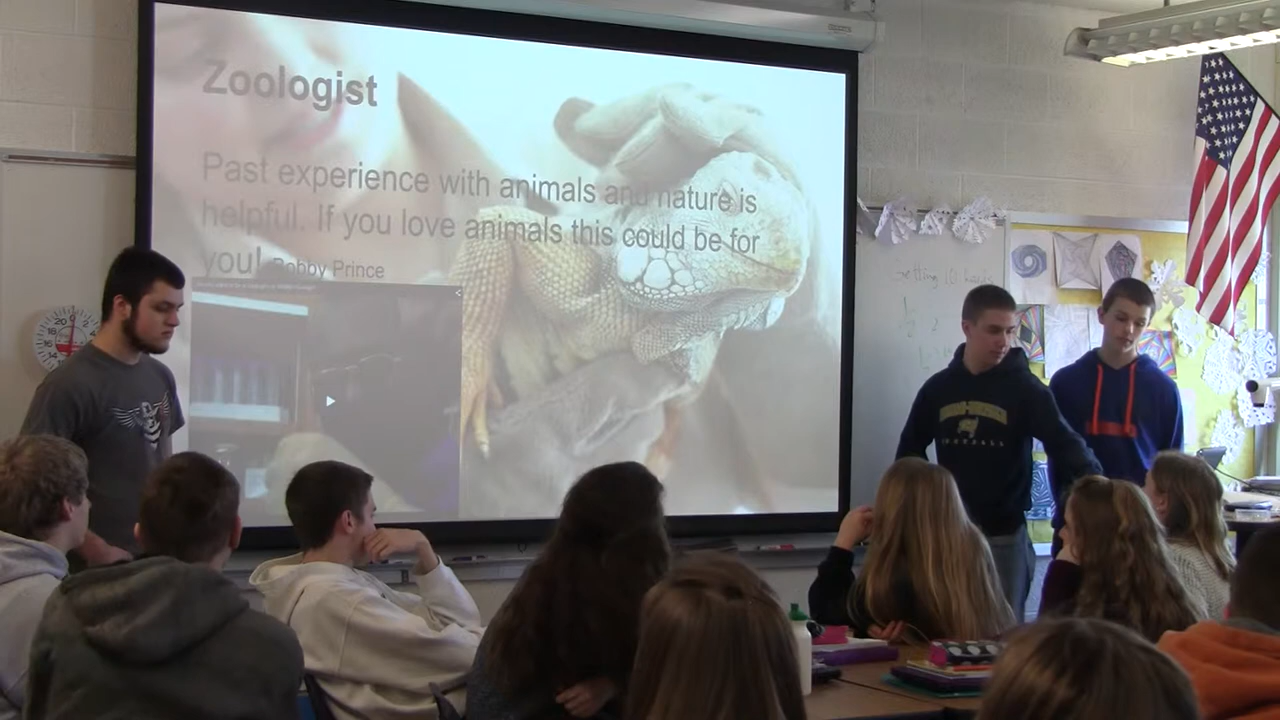 Zoologist
Past experience with animals and nature is
helpful. If you love animals this could be for
you! Bobby Prince
FOOTBALL